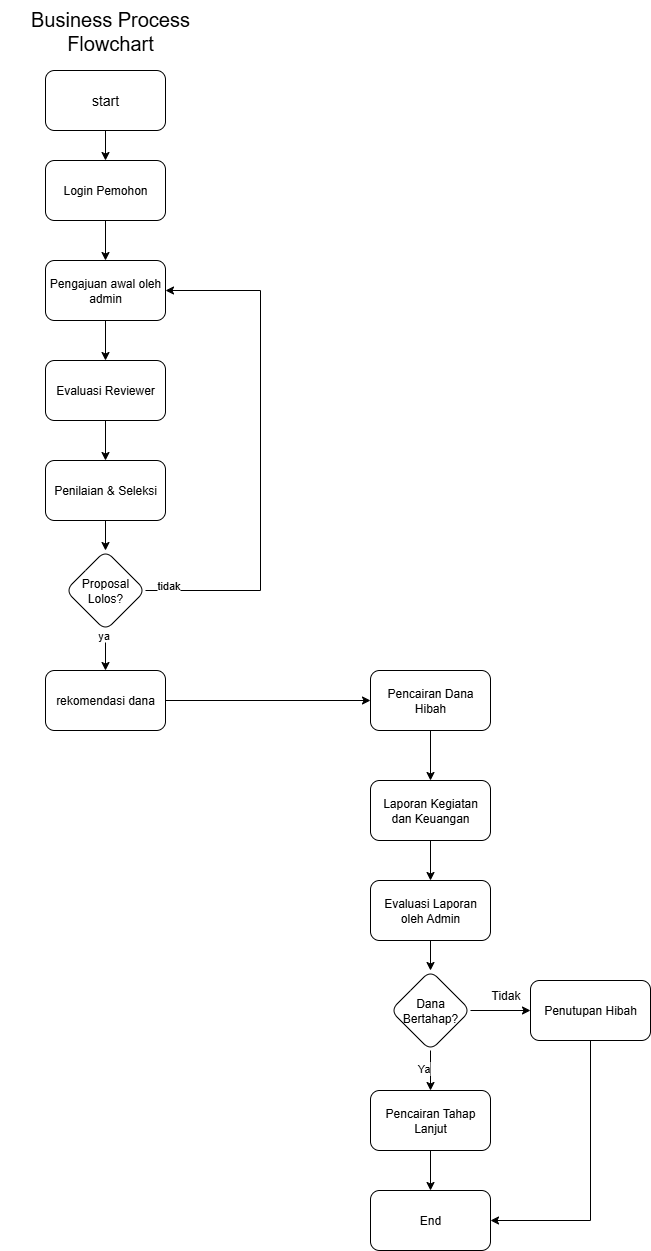 Business Process
Flowchart
start
Login Pemohon
Pengajuan awal oleh
admin
Evaluasi Reviewer
Penilaian & Seleksi
Proposal
Lolos?
tidak
ya
rekomendasi dana
Pencairan Dana
Hibah
Laporan Kegiatan
dan Keuangan
Evaluasi Laporan
oleh Admin
Dana
Bertahap?
Tidak
Penutupan Hibah
Ya
Pencairan Tahap
Lanjut
End